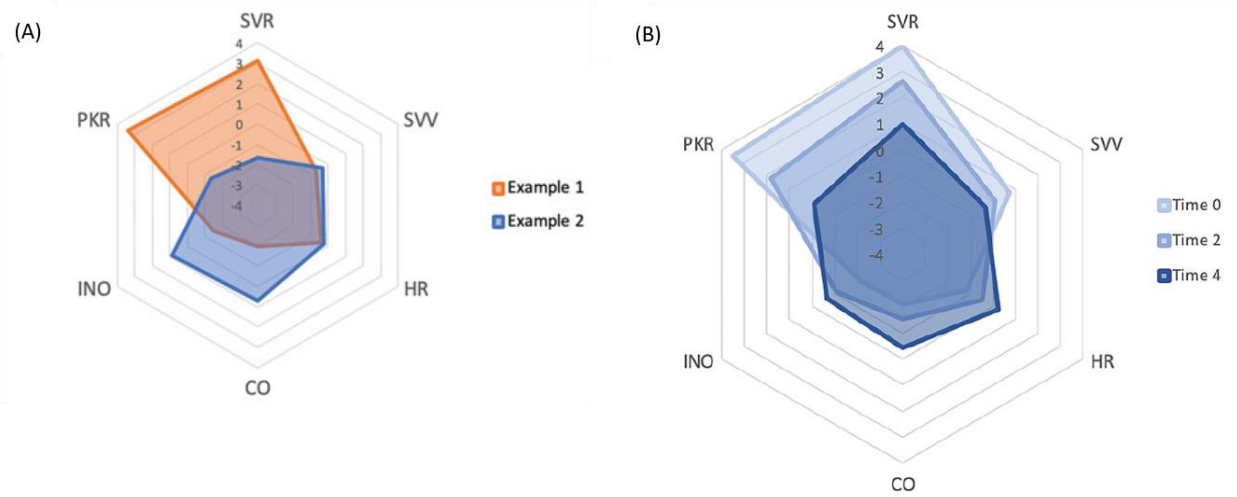 (A)
SVR
4
3
2
1
0
-1
-2
-3
-4
PKR
SVV
INO
HR
CO
Example 1
Example 2
(B)
SVR
4
3
2
1
0
-1
-2
-3
-4
PKR
SVV
INO
HR
CO
Time 0
Time 2
Time 4